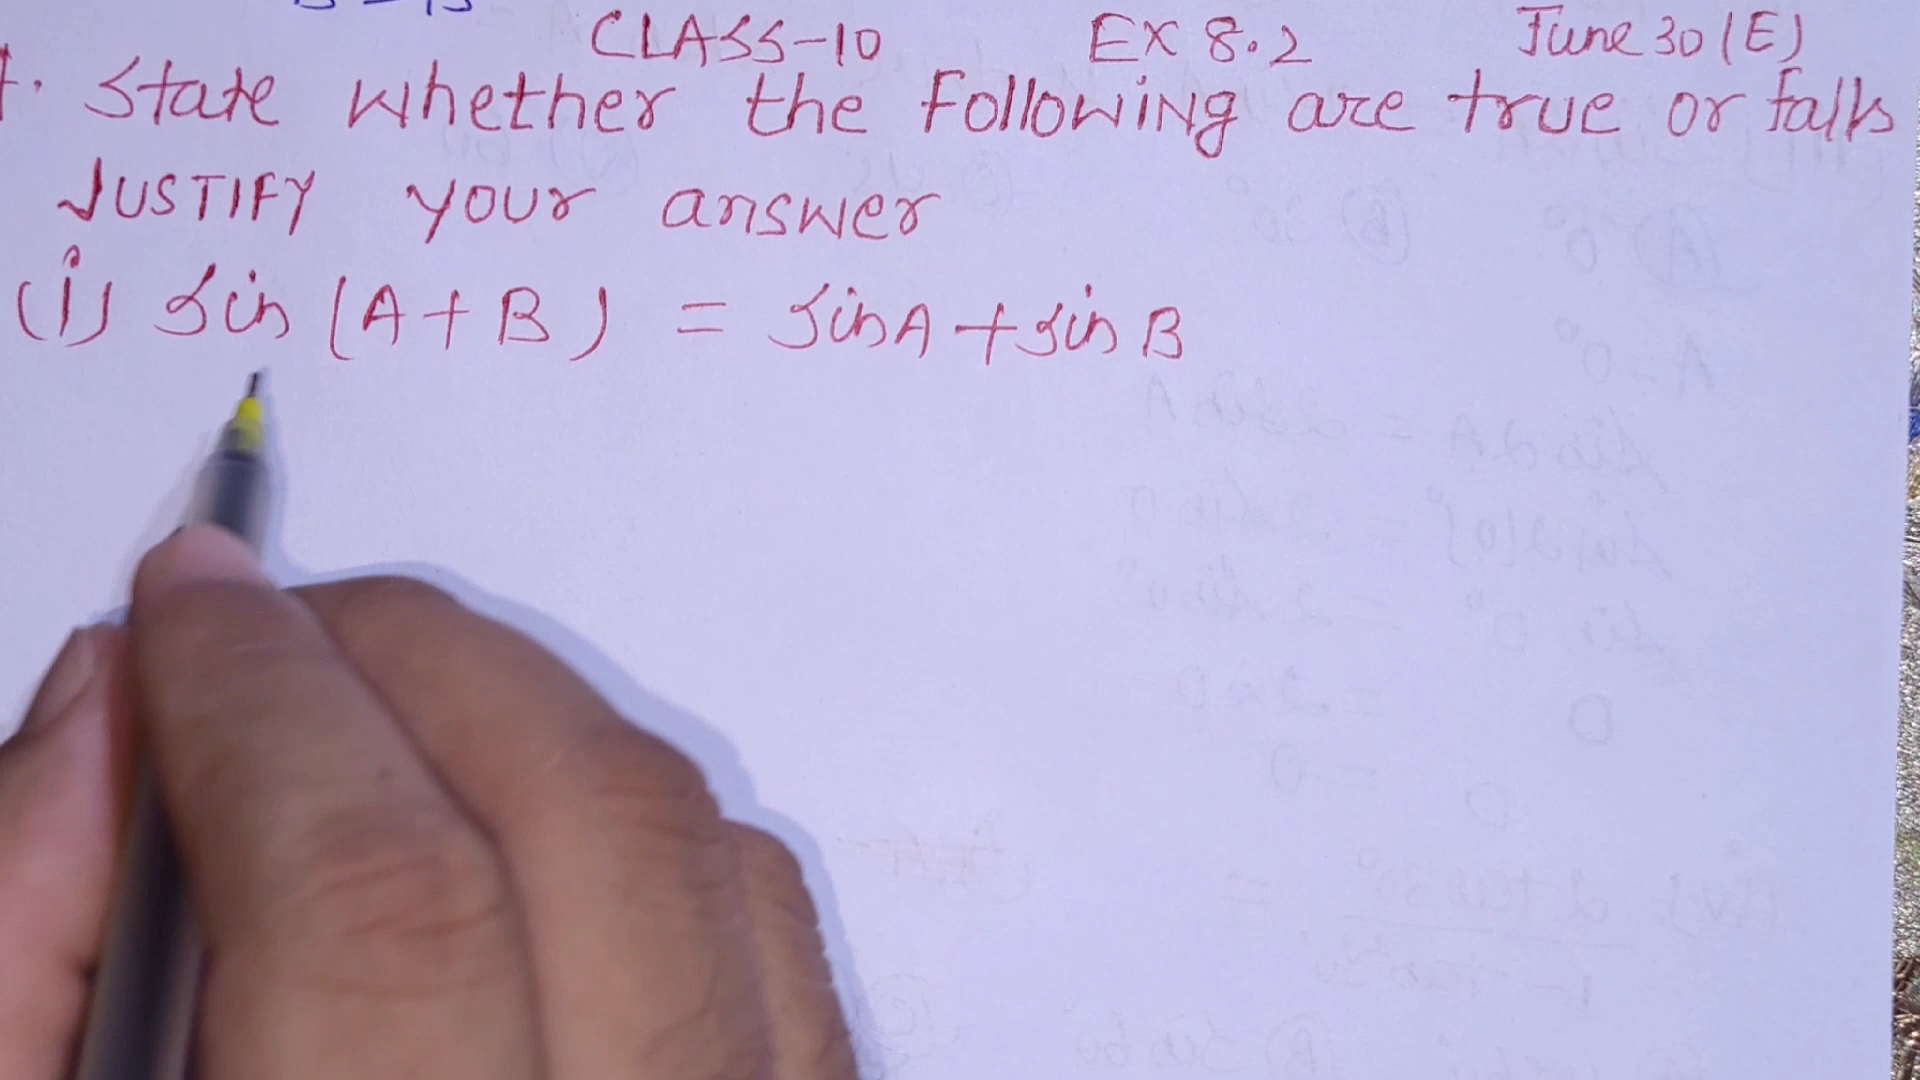 CLASS-10 EX 8.2 June 30 (E)
4. State whether the Following are true or falls
JUSTIFY your answer
(i) sin (A+B) = sinA + sin B